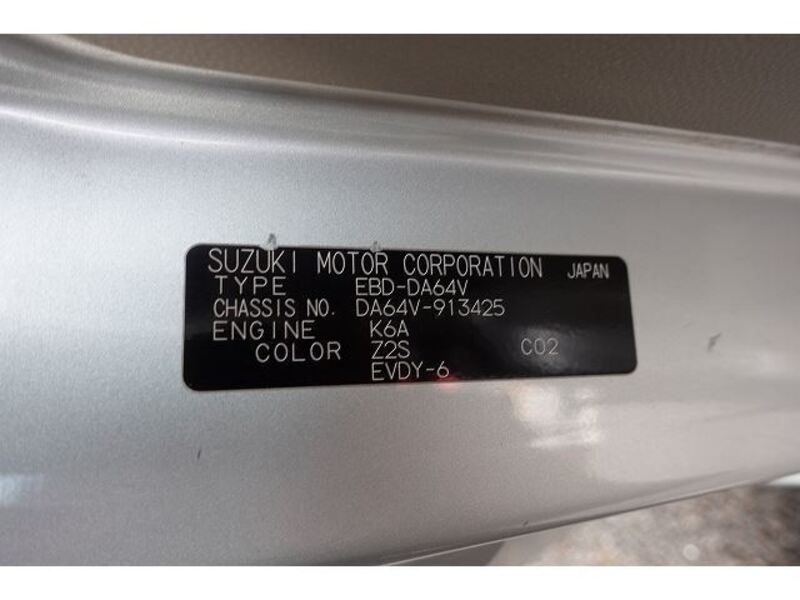 SUZUKI MOTOR CORPORATION JAPAN
TYPE EBD-DA64V
CHASSIS NO. DA64V-913425
ENGINE K6A
COLOR Z2S C02
EVDY-6